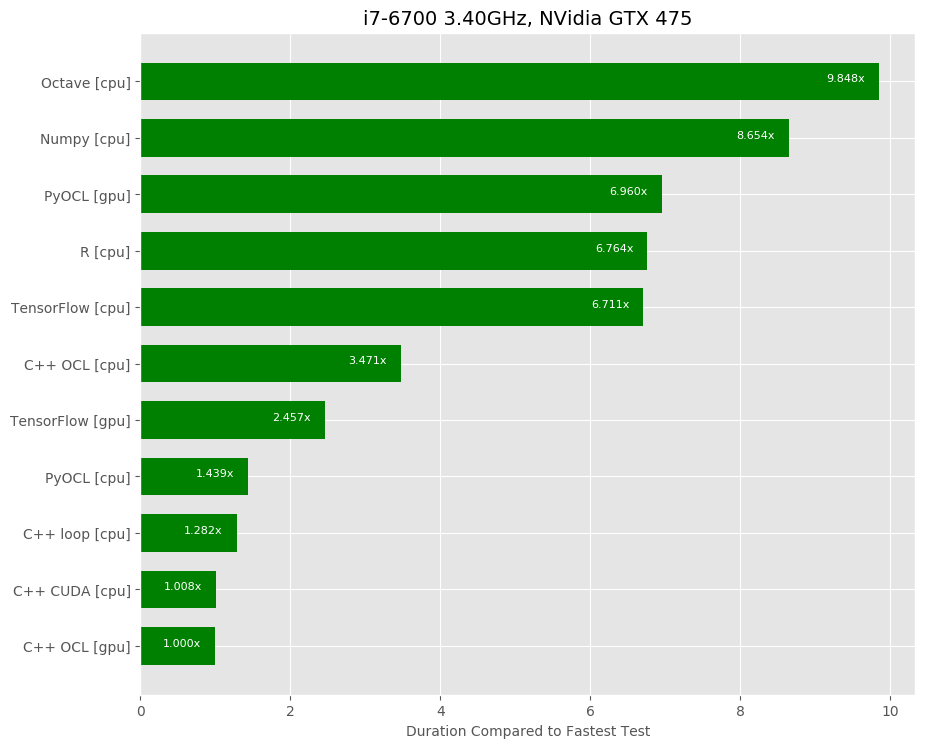 i7-6700 3.40GHz, NVidia GTX 475
Octave [cpu] 9.848x
Numpy [cpu] 8.654x
PyOCL [gpu] 6.960x
R [cpu] 6.764x
TensorFlow [cpu] 6.711x
C++ OCL [cpu] 3.471x
TensorFlow [gpu] 2.457x
PyOCL [cpu] 1.439x
C++ loop [cpu] 1.282x
C++ CUDA [cpu] 1.008x
C++ OCL [gpu] 1.000x
0 2 4 6 8 10
Duration Compared to Fastest Test